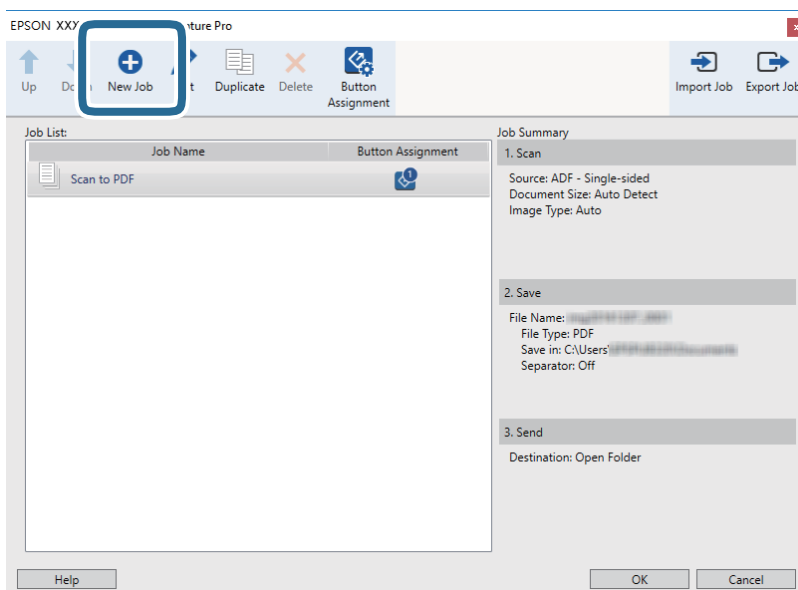 EPSON XXX ture Pro
Up
New Job
Duplicate
Delete
Button
Assignment
Import Job
Export Job
Job List:
Job Name
Button Assignment
Scan to PDF
1
Job Summary
1. Scan
Source: ADF - Single-sided
Document Size: Auto Detect
Image Type: Auto
2. Save
File Name:
File Type: PDF
Save in: C:\Users\
Separator: Off
3. Send
Destination: Open Folder
Help
OK
Cancel